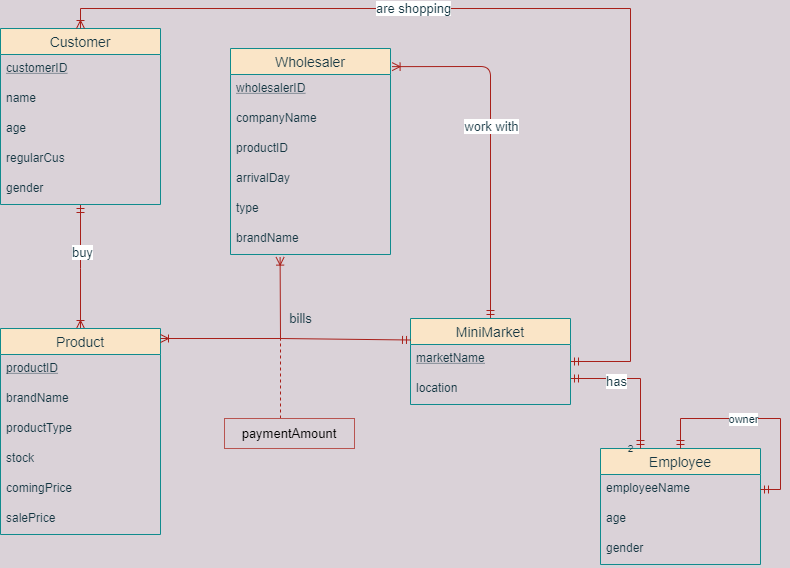 are shopping
Customer
customerID
name
age
regularCus
gender
Wholesaler
wholesalerID
companyName
productID
arrivalDay
type
brandName
work with
buy
bills
Product
productID
brandName
productType
stock
comingPrice
salePrice
MiniMarket
marketName
location
has
paymentAmount
owner
2
Employee
employeeName
age
gender